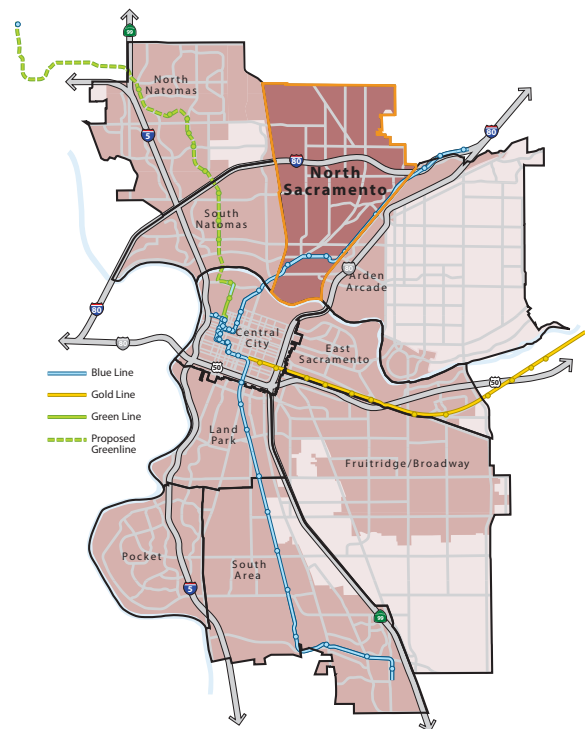 99
North
Natomas
5
80
80
North
Sacramento
South
Natomas
Arden
Arcade
80
Central
City
East
Sacramento
50
50
Blue Line
Gold Line
Green Line
Proposed
Greenline
Land
Park
Fruitridge/Broadway
Pocket
South
Area
5
99